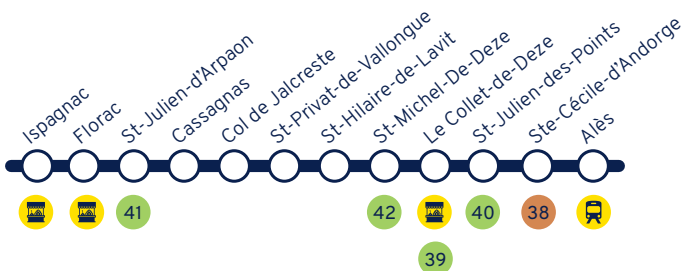 Ispagnac
Florac
St-Julien-d'Arpaon
Cassagnas
Col de Jalcreste
St-Privat-de-Vallongue
St-Hilaire-de-Lavit
St-Michel-De-Deze
Le Collet-de-Deze
St-Julien-des-Points
Ste-Cécile-d'Andorge
Alès
41
42
40
38
39